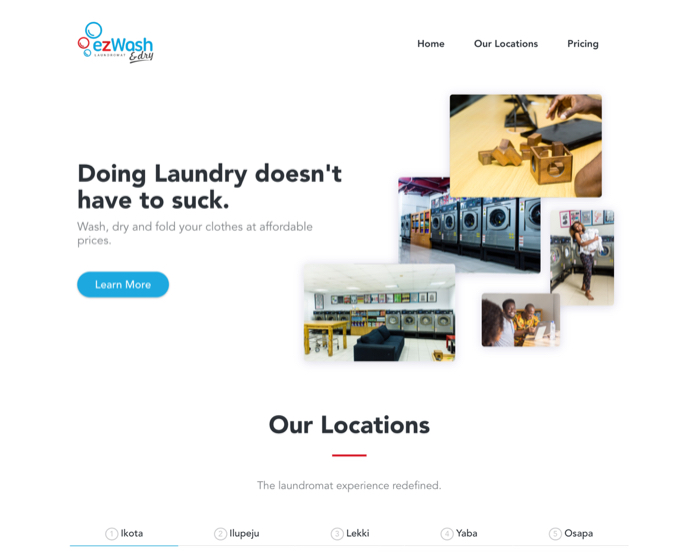 ezWash
LAUNDROMAT
&dry
Home Our Locations Pricing
Doing Laundry doesn't
have to suck.
Wash, dry and fold your clothes at affordable
prices.
Learn More
Our Locations
The laundromat experience redefined.
1 Ikota 2 Ilupeju 3 Lekki 4 Yaba 5 Osapa